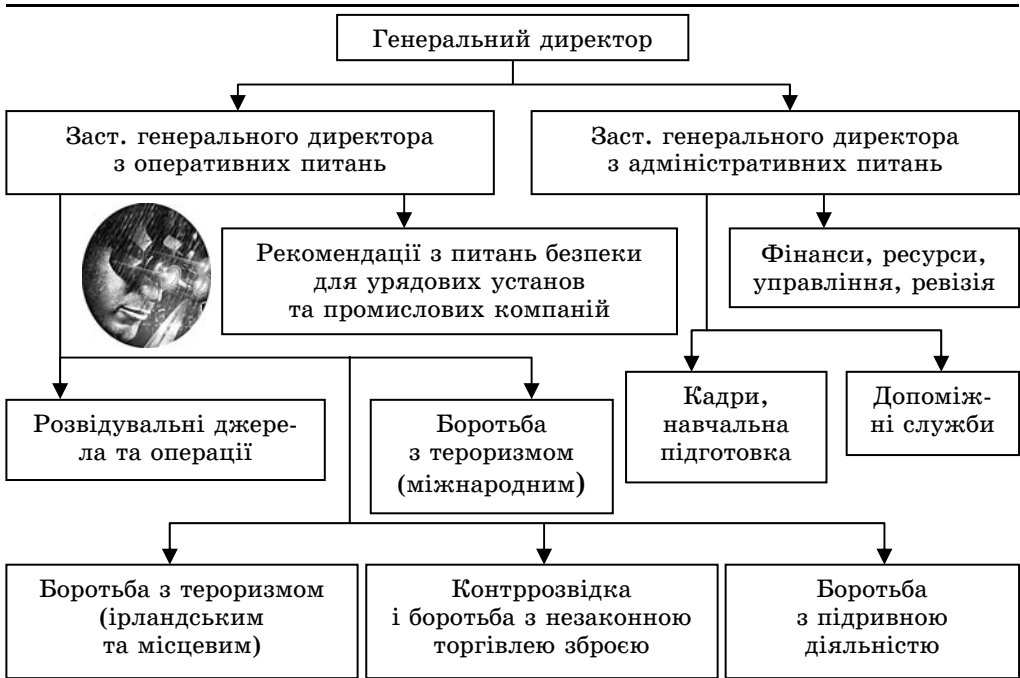 Генеральний директор
Заст. генерального директора
з оперативних питань
Заст. генерального директора
з адміністративних питань
Рекомендації з питань безпеки
для урядових установ
та промислових компаній
Фінанси, ресурси,
управління, ревізія
Розвідувальні джере-
ла та операції
Боротьба
з тероризмом
(міжнародним)
Кадри,
навчальна
підготовка
Допоміж-
ні служби
Боротьба з тероризмом
(ірландським
та місцевим)
Контррозвідка
і боротьба з незаконною
торгівлею зброєю
Боротьба
з підривною
діяльністю